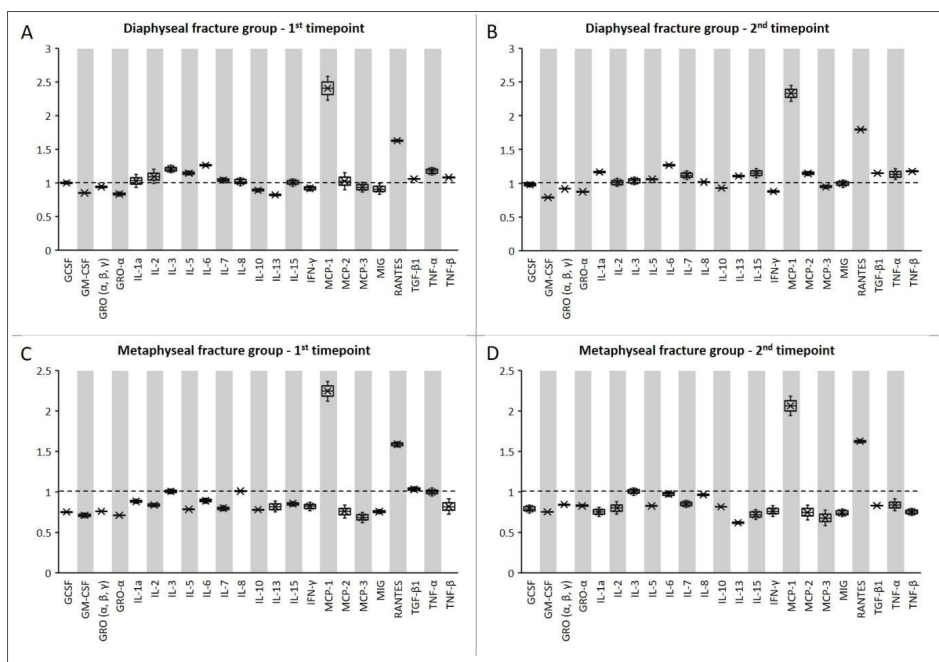 A
Diaphyseal fracture group - 1st timepoint
3
2.5
2
1.5
1
0.5
0
GCSF
GM-CSF
GRO (α, β, γ)
GRO-α
IL-1a
IL-2
IL-3
IL-5
IL-6
IL-7
IL-8
IL-10
IL-13
IL-15
IFN-γ
MCP-1
MCP-2
MCP-3
MIG
RANTES
TGF-β1
TNF-α
TNF-β
B
Diaphyseal fracture group - 2nd timepoint
3
2.5
2
1.5
1
0.5
0
GCSF
GM-CSF
GRO (α, β, γ)
GRO-α
IL-1a
IL-2
IL-3
IL-5
IL-6
IL-7
IL-8
IL-10
IL-13
IL-15
IFN-γ
MCP-1
MCP-2
MCP-3
MIG
RANTES
TGF-β1
TNF-α
TNF-β
C
Metaphyseal fracture group - 1st timepoint
2.5
2
1.5
1
0.5
0
GCSF
GM-CSF
GRO (α, β, γ)
GRO-α
IL-1a
IL-2
IL-3
IL-5
IL-6
IL-7
IL-8
IL-10
IL-13
IL-15
IFN-γ
MCP-1
MCP-2
MCP-3
MIG
RANTES
TGF-β1
TNF-α
TNF-β
D
Metaphyseal fracture group - 2nd timepoint
2.5
2
1.5
1
0.5
0
GCSF
GM-CSF
GRO (α, β, γ)
GRO-α
IL-1a
IL-2
IL-3
IL-5
IL-6
IL-7
IL-8
IL-10
IL-13
IL-15
IFN-γ
MCP-1
MCP-2
MCP-3
MIG
RANTES
TGF-β1
TNF-α
TNF-β